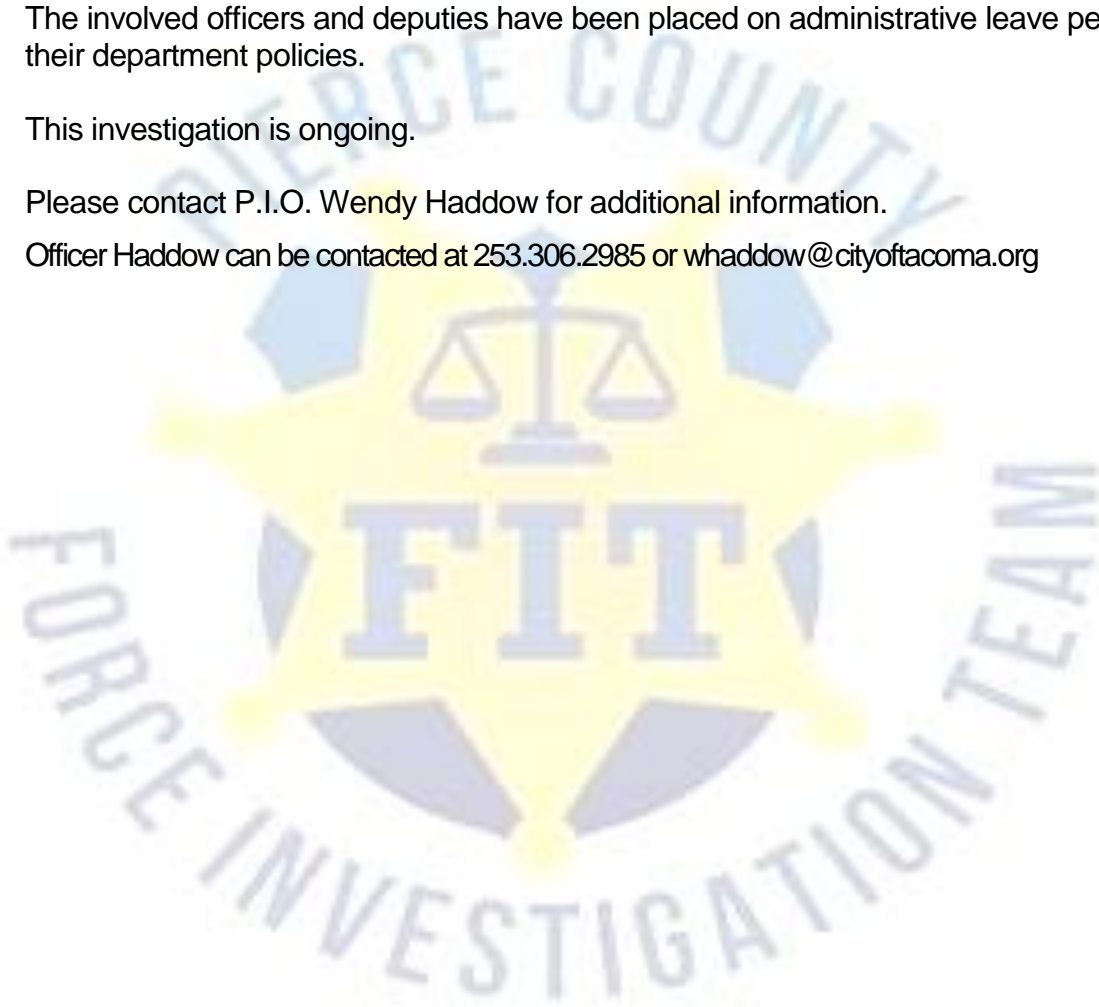 The involved officers and deputies have been placed on administrative leave pe
their department policies.
This investigation is ongoing.
Please contact P.I.O. Wendy Haddow for additional information.
Officer Haddow can be contacted at 253.306.2985 or whaddow@cityoftacoma.org
PIERCE COUNTY
FIT
FORCE INVESTIGATION TEAM